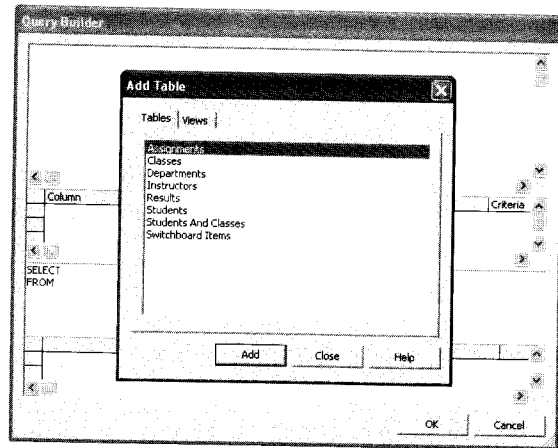 Query Builder
Add Table
Tables
Views
Assignments
Classes
Departments
Instructors
Results
Students
Students And Classes
Switchboard Items
Add
Close
Help
Column
Criteria
SELECT
FROM
OK
Cancel